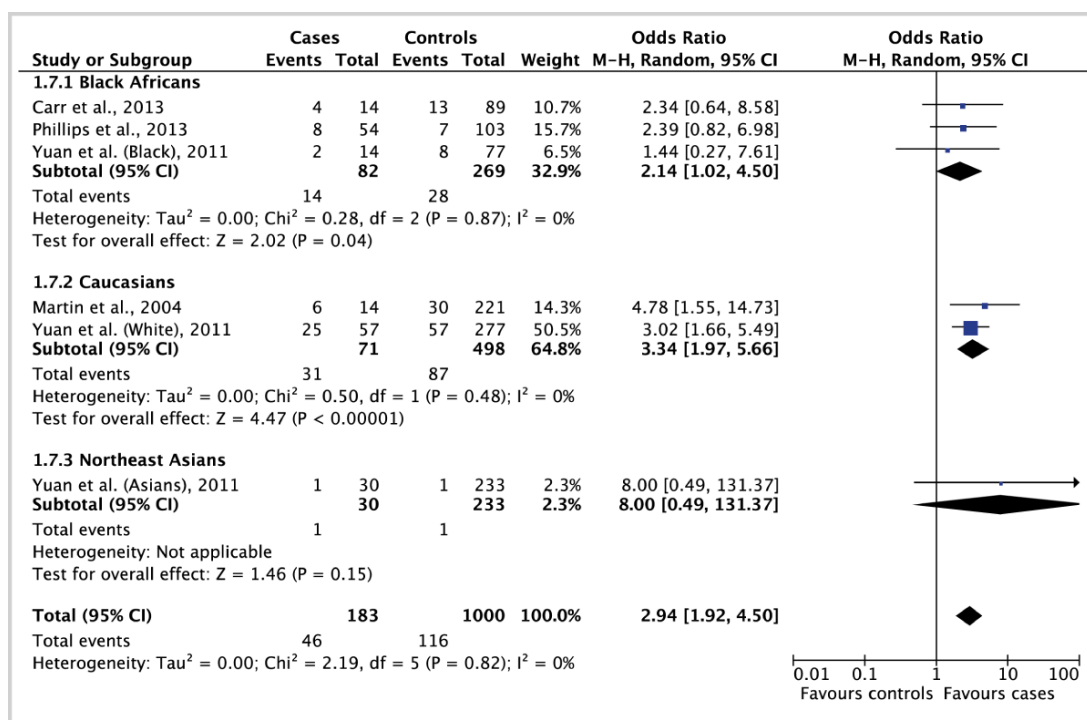 Cases Controls Odds Ratio Odds Ratio
Study or Subgroup Events Total Events Total Weight M-H, Random, 95% CI M-H, Random, 95% CI
1.7.1 Black Africans
Carr et al., 2013 4 14 13 89 10.7% 2.34 [0.64, 8.58]
Phillips et al., 2013 8 54 7 103 15.7% 2.39 [0.82, 6.98]
Yuan et al. (Black), 2011 2 14 8 77 6.5% 1.44 [0.27, 7.61]
Subtotal (95% CI) 82 269 32.9% 2.14 [1.02, 4.50]
Total events 14 28
Heterogeneity: Tau² = 0.00; Chi² = 0.28, df = 2 (P = 0.87); I² = 0%
Test for overall effect: Z = 2.02 (P = 0.04)
1.7.2 Caucasians
Martin et al., 2004 6 14 30 221 14.3% 4.78 [1.55, 14.73]
Yuan et al. (White), 2011 25 57 57 277 50.5% 3.02 [1.66, 5.49]
Subtotal (95% CI) 71 498 64.8% 3.34 [1.97, 5.66]
Total events 31 87
Heterogeneity: Tau² = 0.00; Chi² = 0.50, df = 1 (P = 0.48); I² = 0%
Test for overall effect: Z = 4.47 (P < 0.00001)
1.7.3 Northeast Asians
Yuan et al. (Asians), 2011 1 30 1 233 2.3% 8.00 [0.49, 131.37]
Subtotal (95% CI) 30 233 2.3% 8.00 [0.49, 131.37]
Total events 1 1
Heterogeneity: Not applicable
Test for overall effect: Z = 1.46 (P = 0.15)
Total (95% CI) 183 1000 100.0% 2.94 [1.92, 4.50]
Total events 46 116
Heterogeneity: Tau² = 0.00; Chi² = 2.19, df = 5 (P = 0.82); I² = 0%
0.01 0.1 1 10 100
Favours controls Favours cases